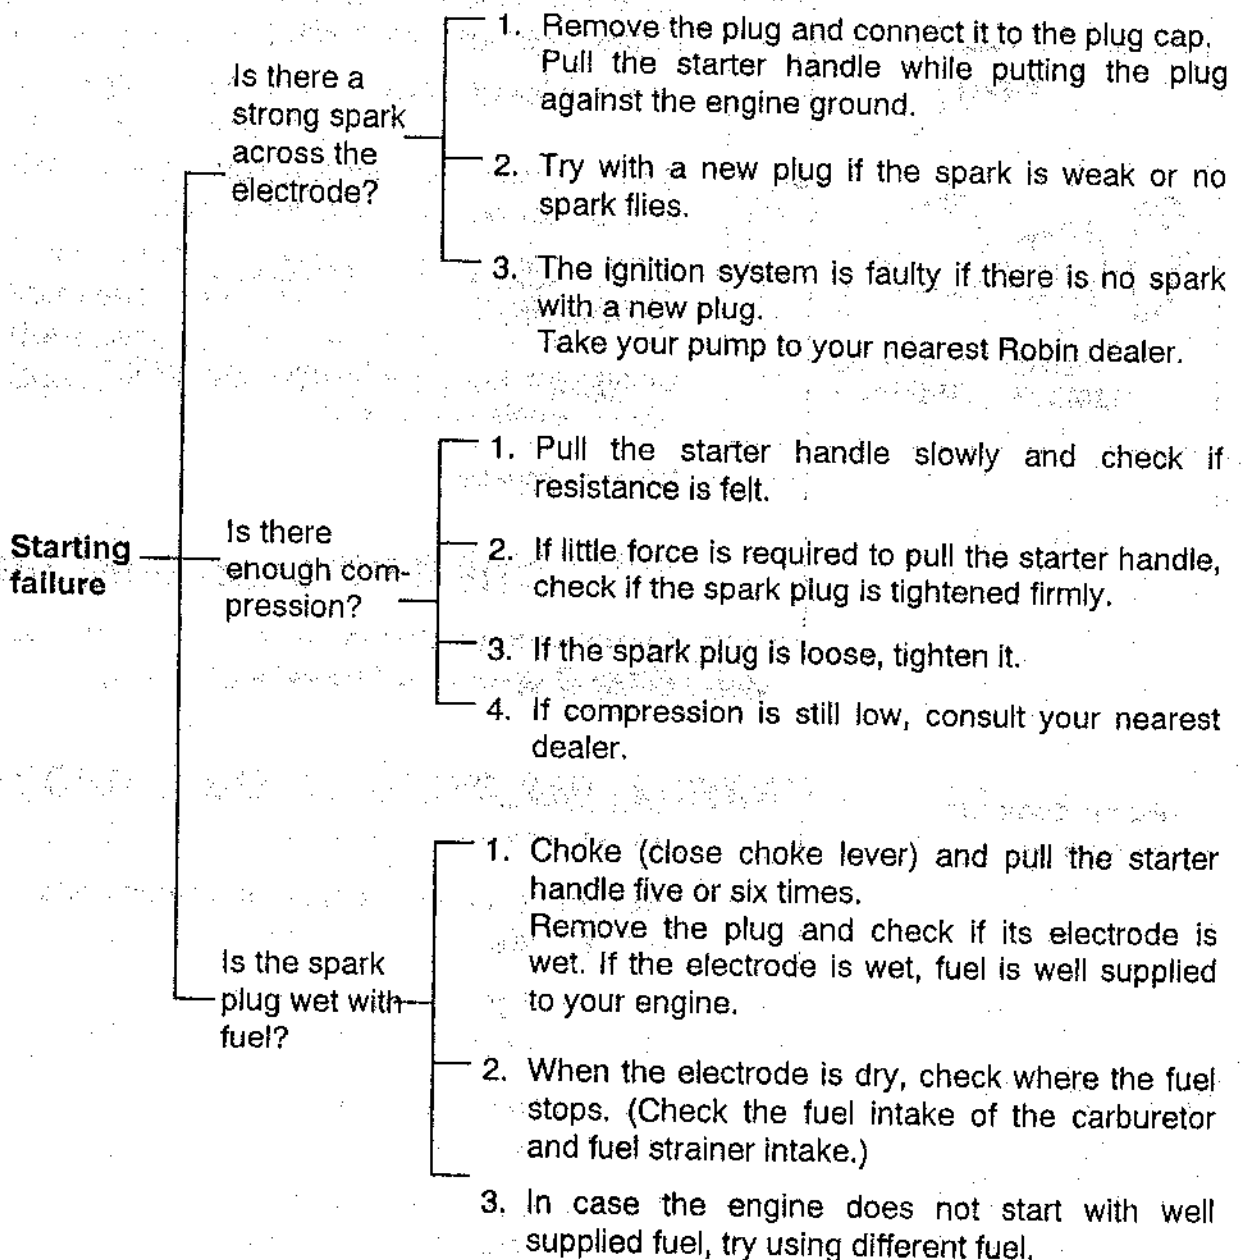 Is there a
strong spark
across the
electrode?
1. Remove the plug and connect it to the plug cap.
Pull the starter handle while putting the plug
against the engine ground.
2. Try with a new plug if the spark is weak or no
spark flies.
3. The ignition system is faulty if there is no spark
with a new plug.
Take your pump to your nearest Robin dealer.
Starting
failure
Is there
enough com-
pression?
1. Pull the starter handle slowly and check if
resistance is felt.
2. If little force is required to pull the starter handle,
check if the spark plug is tightened firmly.
3. If the spark plug is loose, tighten it.
4. If compression is still low, consult your nearest
dealer.
Is the spark
plug wet with
fuel?
1. Choke (close choke lever) and pull the starter
handle five or six times.
Remove the plug and check if its electrode is
wet. If the electrode is wet, fuel is well supplied
to your engine.
2. When the electrode is dry, check where the fuel
stops. (Check the fuel intake of the carburetor
and fuel strainer intake.)
3. In case the engine does not start with well
supplied fuel, try using different fuel.